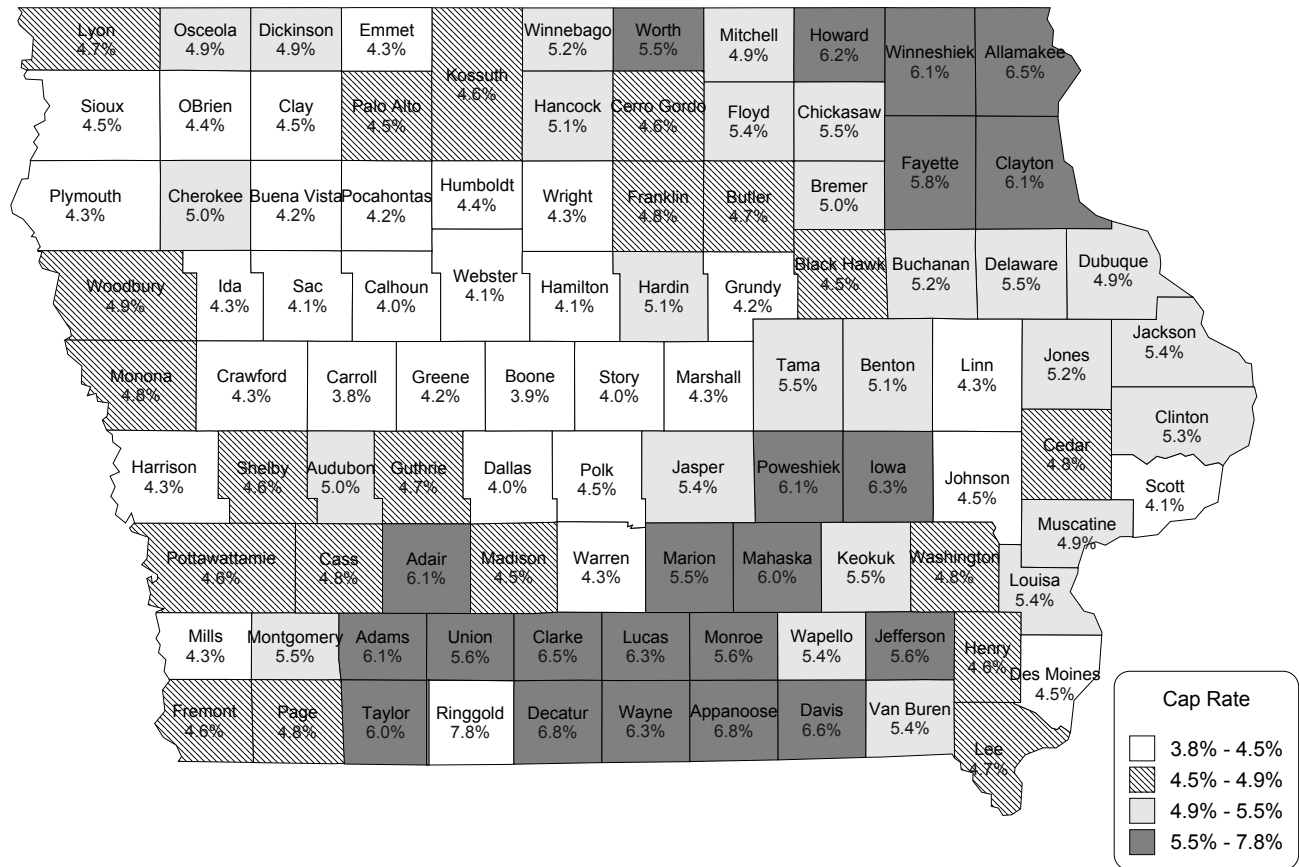 Lyon
4.7%
Osceola
4.9%
Dickinson
4.9%
Emmet
4.3%
Kossuth
4.6%
Winnebago
5.2%
Worth
5.5%
Mitchell
4.9%
Howard
6.2%
Winneshiek
6.1%
Allamakee
6.5%
Sioux
4.5%
OBrien
4.4%
Clay
4.5%
Palo Alto
4.5%
Hancock
5.1%
Cerro Gordo
4.6%
Floyd
5.4%
Chickasaw
5.5%
Plymouth
4.3%
Cherokee
5.0%
Buena Vista
4.2%
Pocahontas
4.2%
Humboldt
4.4%
Wright
4.3%
Franklin
4.8%
Butler
4.7%
Bremer
5.0%
Fayette
5.8%
Clayton
6.1%
Woodbury
4.9%
Ida
4.3%
Sac
4.1%
Calhoun
4.0%
Webster
4.1%
Hamilton
4.1%
Hardin
5.1%
Grundy
4.2%
Black Hawk
4.5%
Buchanan
5.2%
Delaware
5.5%
Dubuque
4.9%
Monona
4.8%
Crawford
4.3%
Carroll
3.8%
Greene
4.2%
Boone
3.9%
Story
4.0%
Marshall
4.3%
Tama
5.5%
Benton
5.1%
Linn
4.3%
Jones
5.2%
Jackson
5.4%
Clinton
5.3%
Harrison
4.3%
Shelby
4.6%
Audubon
5.0%
Guthrie
4.7%
Dallas
4.0%
Polk
4.5%
Jasper
5.4%
Poweshiek
6.1%
Iowa
6.3%
Johnson
4.5%
Cedar
4.8%
Scott
4.1%
Muscatine
4.9%
Pottawattamie
4.6%
Cass
4.8%
Adair
6.1%
Madison
4.5%
Warren
4.3%
Marion
5.5%
Mahaska
6.0%
Keokuk
5.5%
Washington
4.8%
Louisa
5.4%
Mills
4.3%
Montgomery
5.5%
Adams
6.1%
Union
5.6%
Clarke
6.5%
Lucas
6.3%
Monroe
5.6%
Wapello
5.4%
Jefferson
5.6%
Henry
4.6%
Des Moines
4.5%
Fremont
4.6%
Page
4.8%
Taylor
6.0%
Ringgold
7.8%
Decatur
6.8%
Wayne
6.3%
Appanoose
6.8%
Davis
6.6%
Van Buren
5.4%
Lee
4.7%
Cap Rate
3.8% - 4.5%
4.5% - 4.9%
4.9% - 5.5%
5.5% - 7.8%